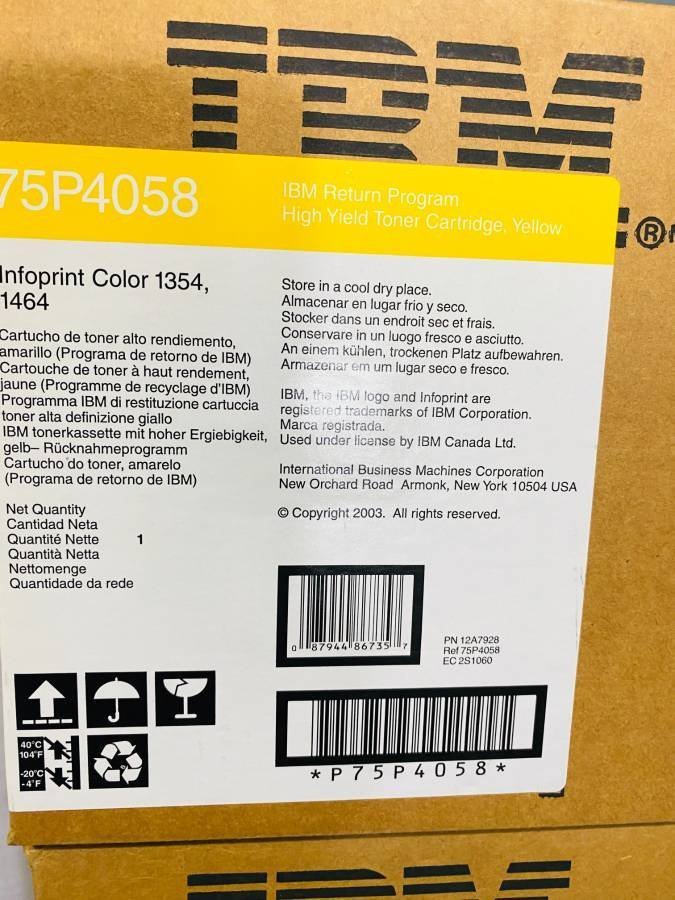 IBM
®
75P4058
IBM Return Program
High Yield Toner Cartridge, Yellow
Infoprint Color 1354,
1464
Cartucho de toner alto rendiemento,
amarillo (Programa de retorno de IBM)
Cartouche de toner à haut rendement,
jaune (Programme de recyclage d'IBM)
Programma IBM di restituzione cartuccia
toner alta definizione giallo
IBM tonerkassette mit hoher Ergiebigkeit,
gelb– Rücknahmeprogramm
Cartucho do toner, amarelo
(Programa de retorno de IBM)
Net Quantity
Cantidad Neta
Quantité Nette 1
Quantità Netta
Nettomenge
Quantidade da rede
Store in a cool dry place.
Almacenar en lugar frio y seco.
Stocker dans un endroit sec et frais.
Conservare in un luogo fresco e asciutto.
An einem kühlen, trockenen Platz aufbewahren.
Armazenar em um lugar seco e fresco.
IBM, the IBM logo and Infoprint are
registered trademarks of IBM Corporation.
Marca registrada.
Used under license by IBM Canada Ltd.
International Business Machines Corporation
New Orchard Road Armonk, New York 10504 USA
© Copyright 2003. All rights reserved.
0 87944 86735 7
PN 12A7928
Ref 75P4058
EC 2S1060
40°C
104°F
-20°C
-4°F
*P75P4058*
IBM